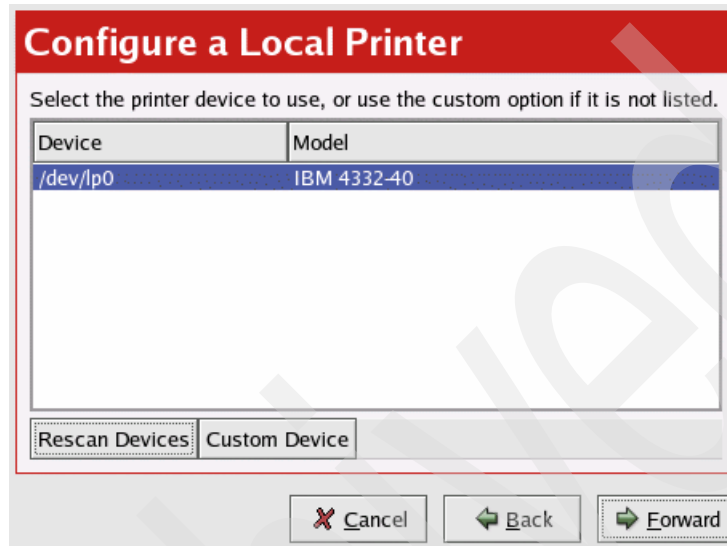 Configure a Local Printer
Select the printer device to use, or use the custom option if it is not listed.
Device Model
/dev/lp0 IBM 4332-40
Rescan Devices Custom Device
Cancel Back Forward